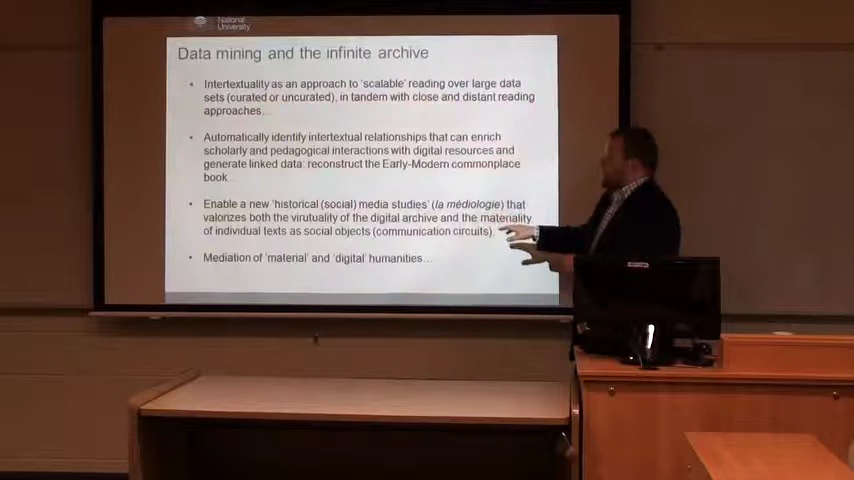 National
University
Data mining and the infinite archive
• Intertextuality as an approach to 'scalable' reading over large data
sets (curated or uncurated), in tandem with close and distant reading
approaches...
• Automatically identify intertextual relationships that can enrich
scholarly and pedagogical interactions with digital resources and
generate linked data: reconstruct the Early-Modern commonplace
book...
• Enable a new 'historical (social) media studies' (la médiologie) that
valorizes both the virutuality of the digital archive and the materiality
of individual texts as social objects (communication circuits).
• Mediation of 'material' and 'digital' humanities...